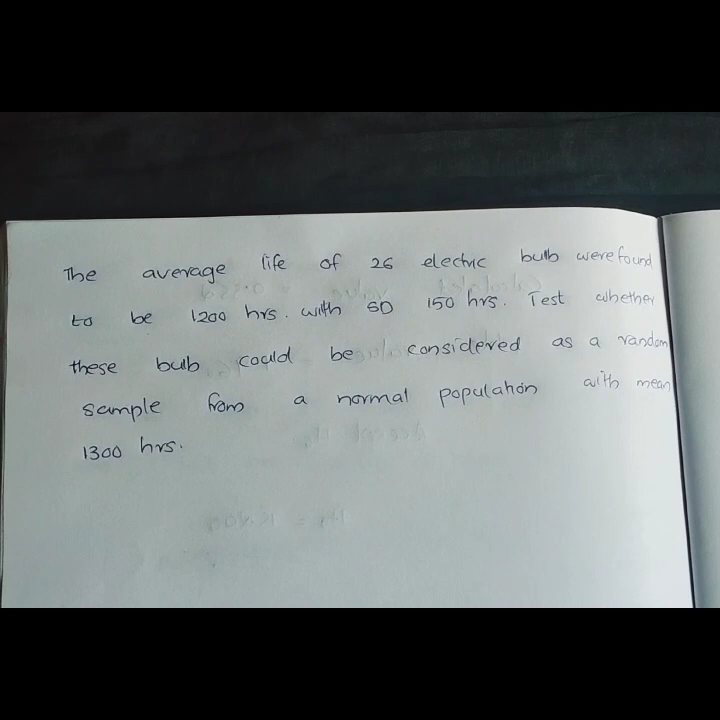 The average life of 26 electric bulb were found
to be 1200 hrs. with SD 150 hrs. Test whether
these bulb could be considered as a random
sample from a normal population with mean
1300 hrs.